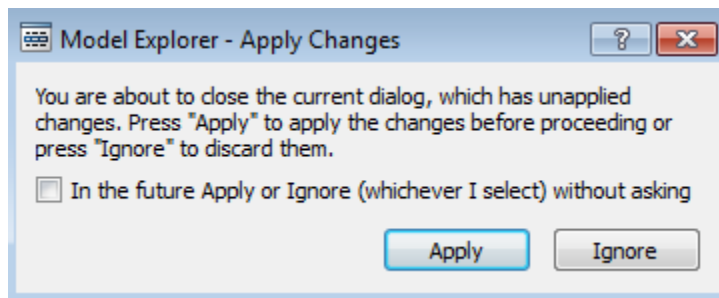 Model Explorer - Apply Changes
You are about to close the current dialog, which has unapplied
changes. Press "Apply" to apply the changes before proceeding or
press "Ignore" to discard them.
In the future Apply or Ignore (whichever I select) without asking
Apply Ignore